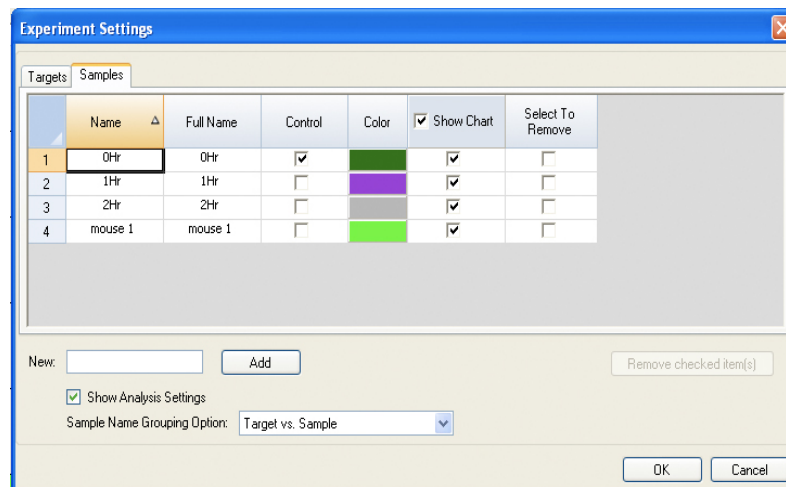 Experiment Settings
Targets Samples
Name Full Name Control Color Show Chart Select To Remove
1 0Hr 0Hr
2 1Hr 1Hr
3 2Hr 2Hr
4 mouse 1 mouse 1
New: Add Remove checked item(s)
Show Analysis Settings
Sample Name Grouping Option: Target vs. Sample
OK Cancel